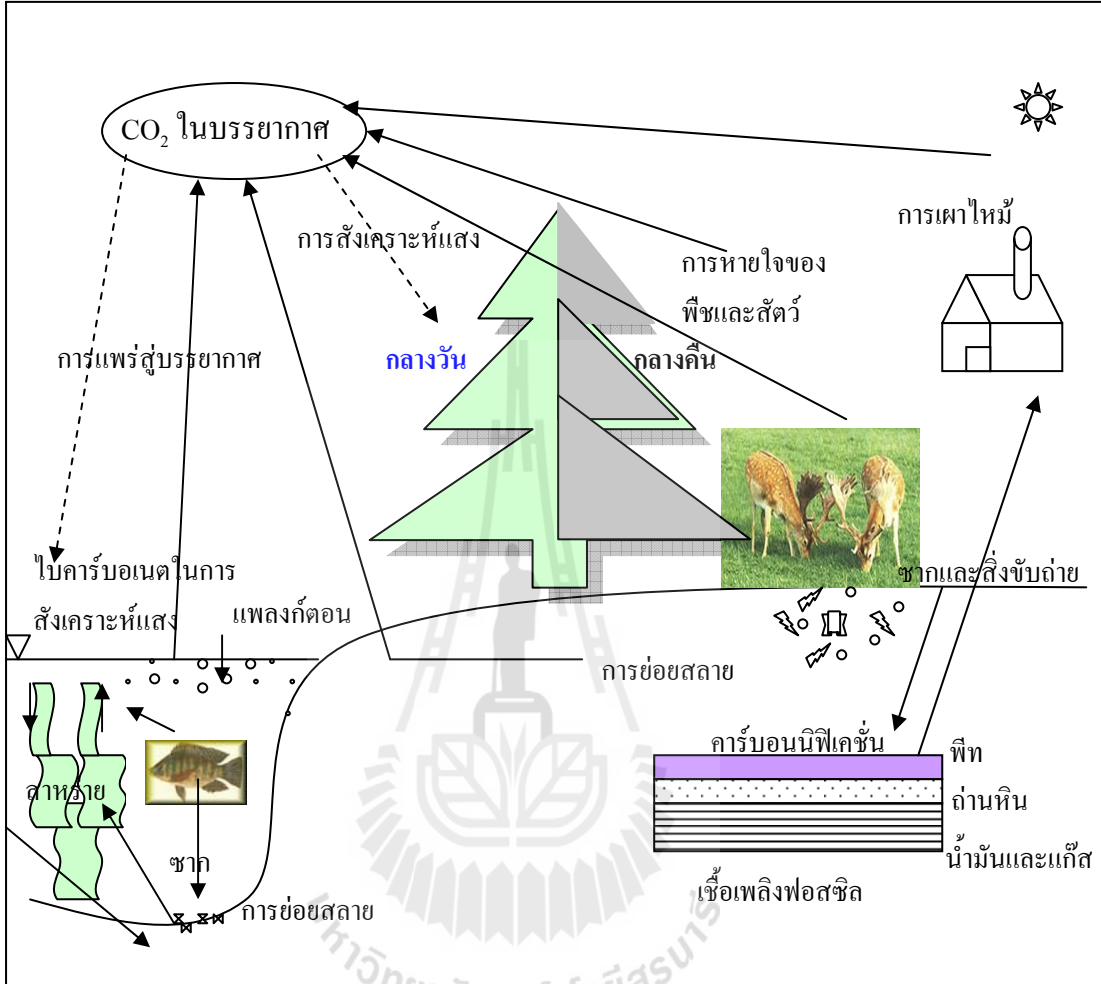 CO₂ ในบรรยากาศ
การเผาไหม้
การสังเคราะห์แสง
การหายใจของ
พืชและสัตว์
การแพร่สู่บรรยากาศ
กลางวัน
กลางคืน
ไบคาร์บอเนตในการ
สังเคราะห์แสง
แพลงก์ตอน
ซากและสิ่งขับถ่าย
การย่อยสลาย
คาร์บอนนิฟิเคชั่น
พีท
สาหร่าย
ถ่านหิน
ซาก
น้ำมันและแก๊ส
เชื้อเพลิงฟอสซิล
การย่อยสลาย